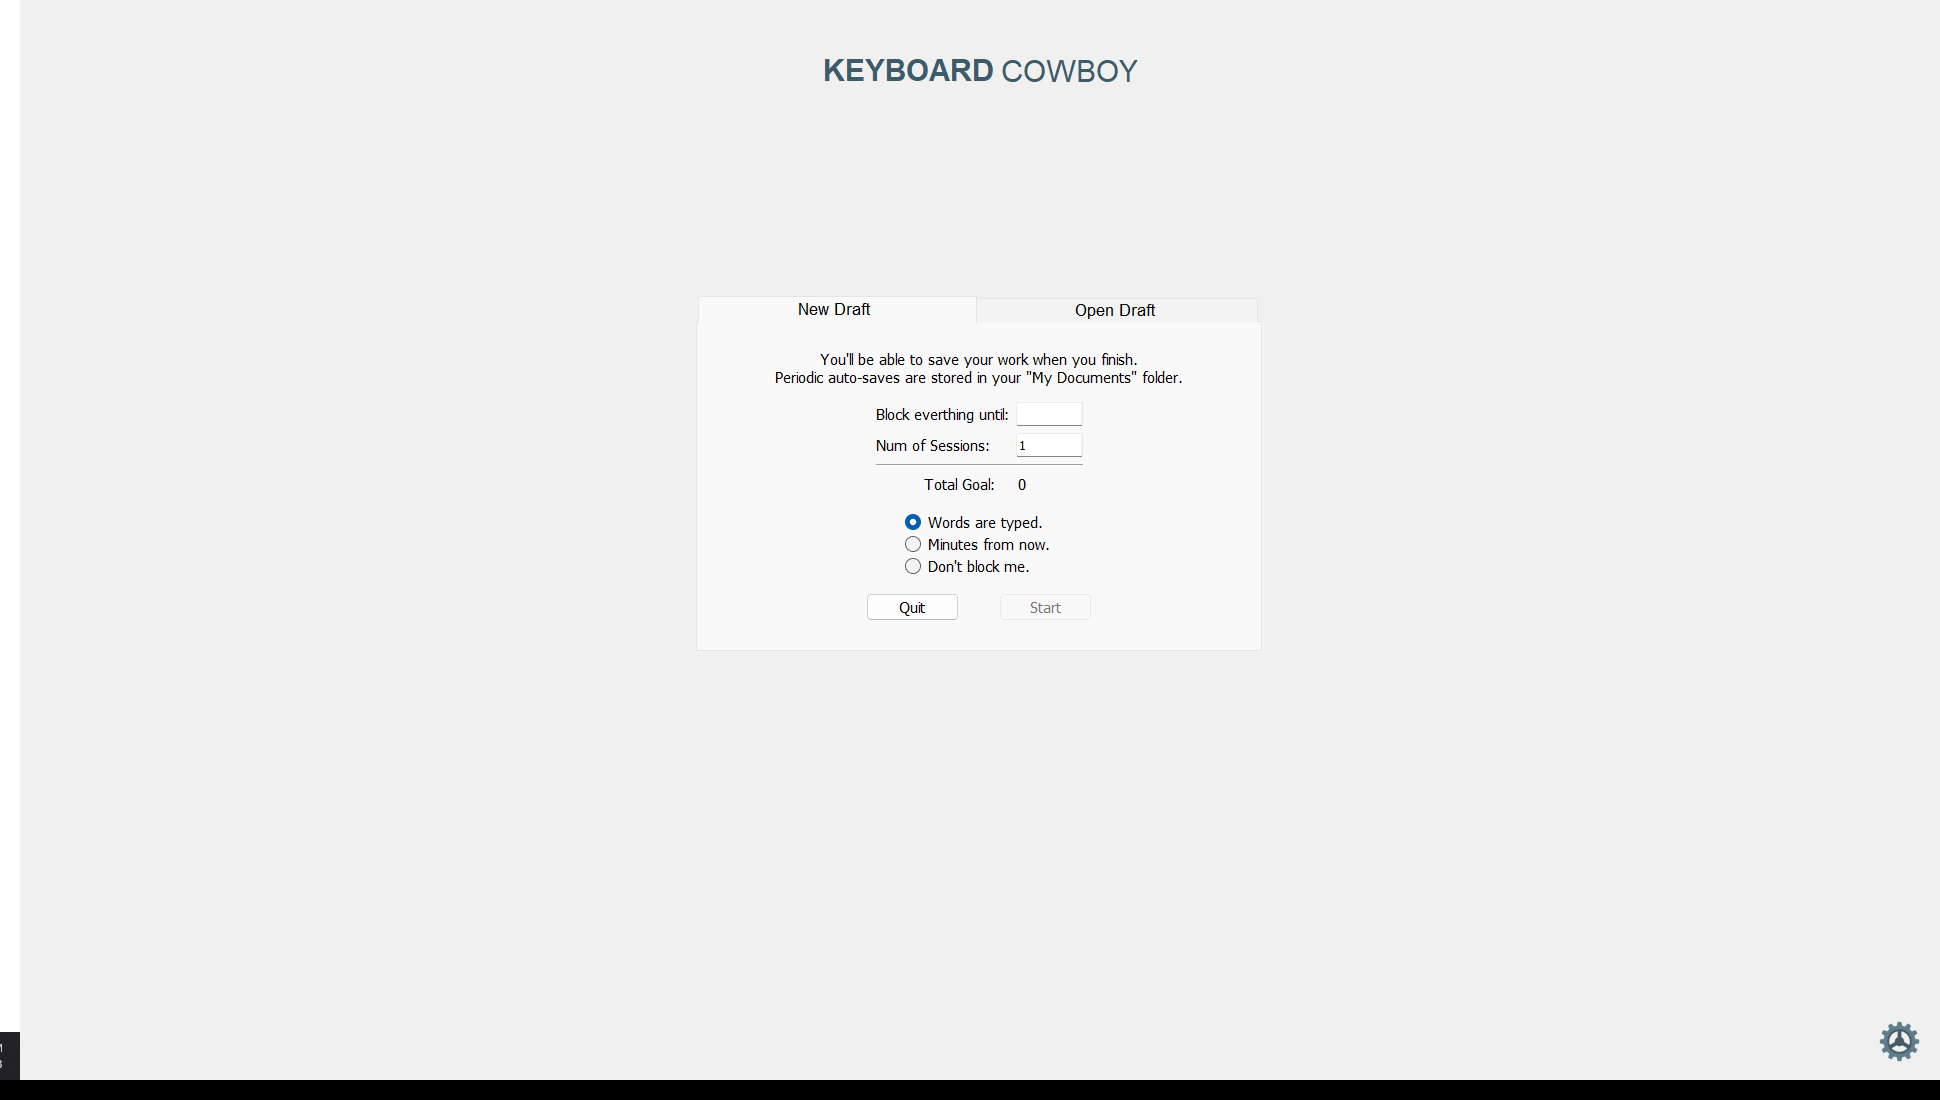 KEYBOARD COWBOY
New Draft
Open Draft
You'll be able to save your work when you finish.
Periodic auto-saves are stored in your "My Documents" folder.
Block everthing until:
Num of Sessions: 1
Total Goal: 0
Words are typed.
Minutes from now.
Don't block me.
Quit
Start